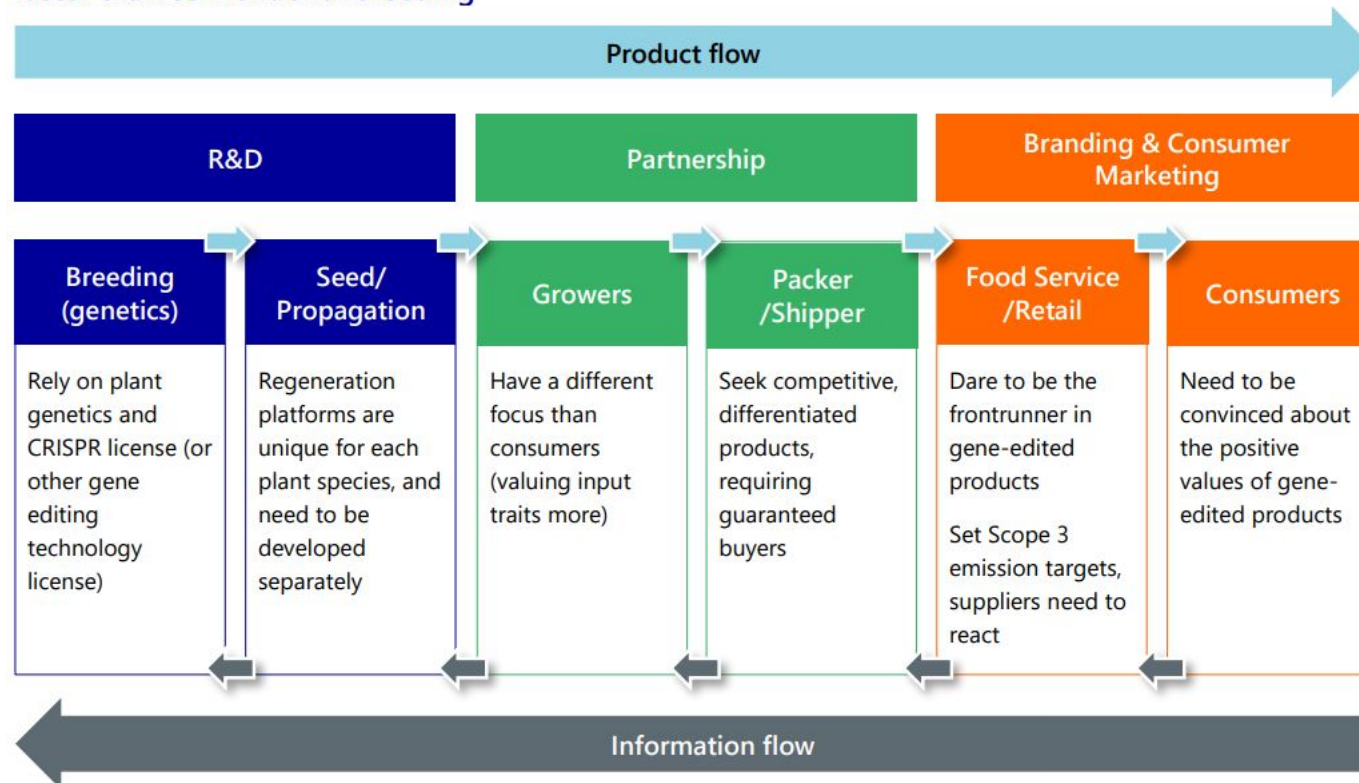 Product flow
R&D
Partnership
Branding & Consumer
Marketing
Breeding
(genetics)
Rely on plant
genetics and
CRISPR license (or
other gene
editing
technology
license)
Seed/
Propagation
Regeneration
platforms are
unique for each
plant species, and
need to be
developed
separately
Growers
Have a different
focus than
consumers
(valuing input
traits more)
Packer
/Shipper
Seek competitive,
differentiated
products,
requiring
guaranteed
buyers
Food Service
/Retail
Dare to be the
frontrunner in
gene-edited
products
Set Scope 3
emission targets,
suppliers need to
react
Consumers
Need to be
convinced about
the positive
values of gene-
edited products
Information flow